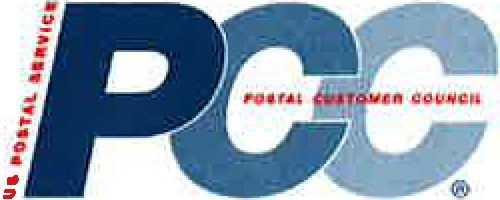 US POSTAL SERVICE
PCC
POSTAL CUSTOMER COUNCIL
®